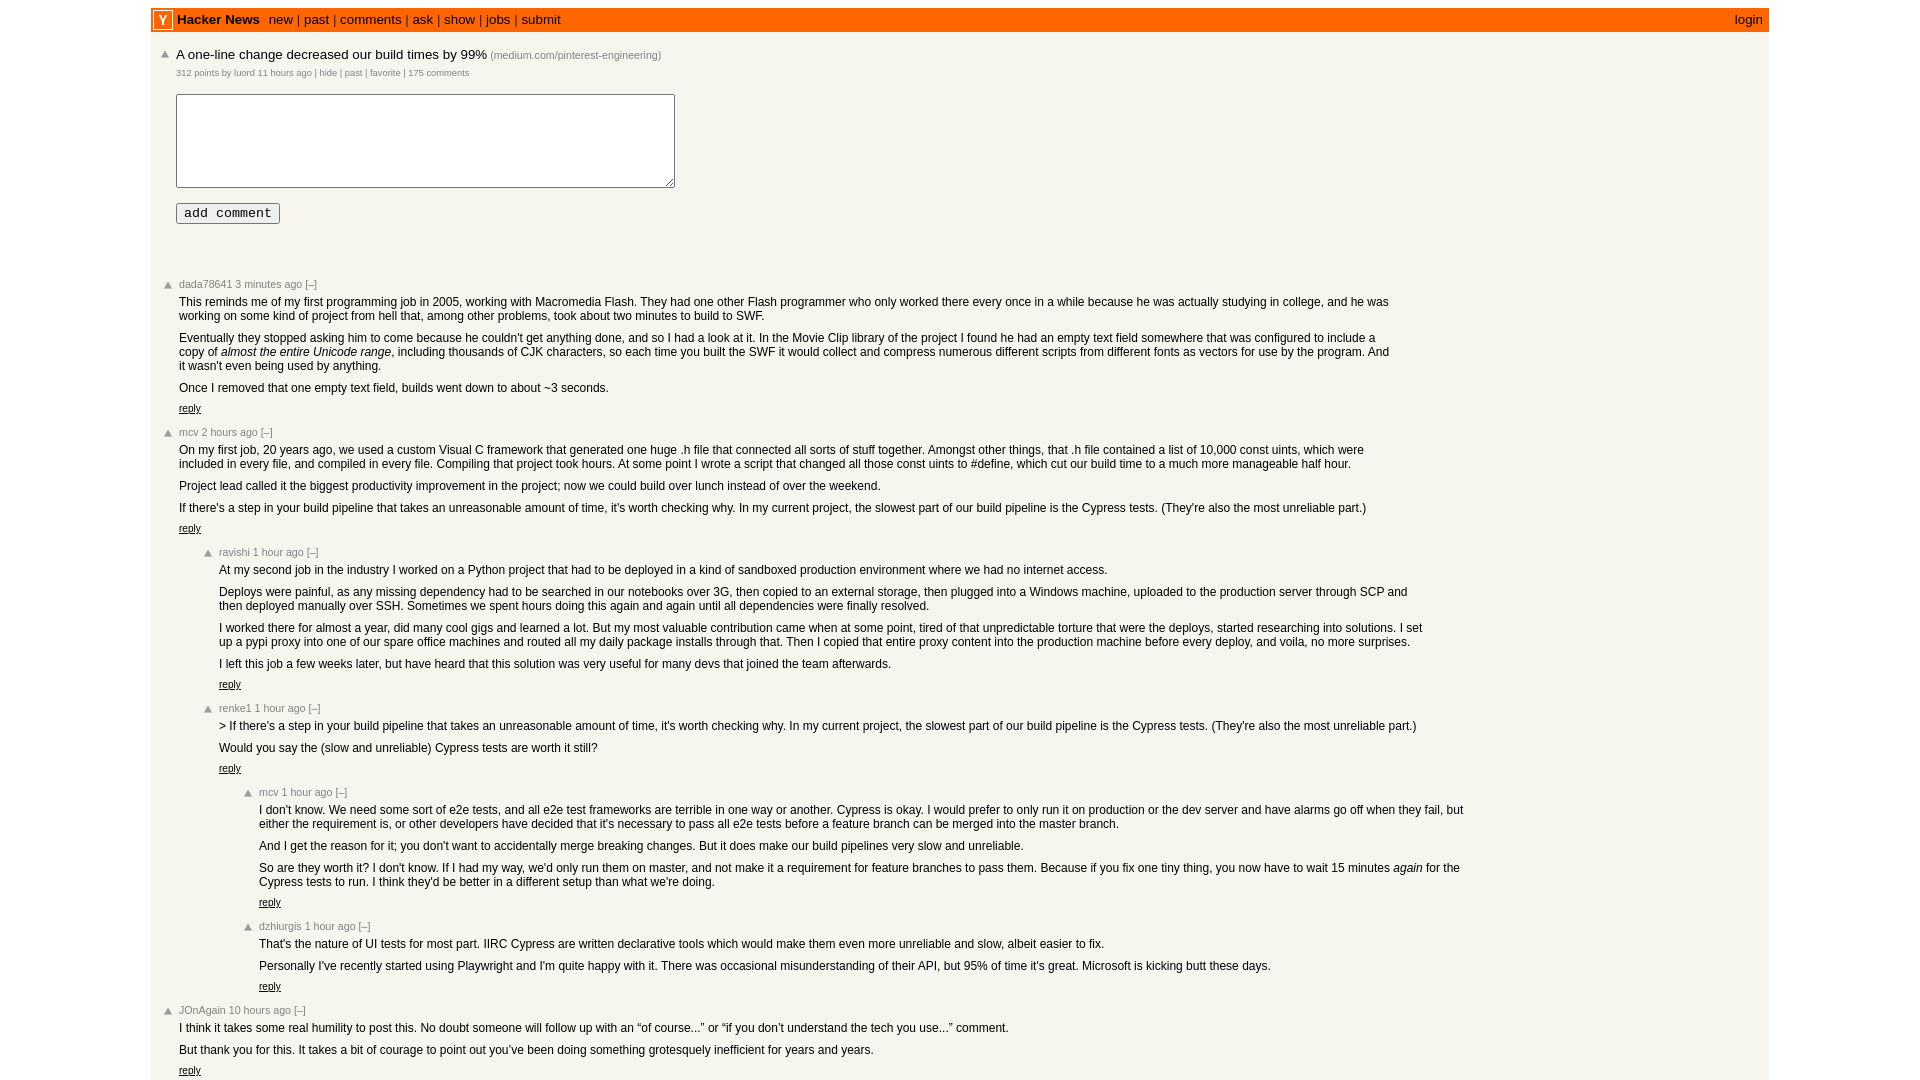 Y Hacker News new | past | comments | ask | show | jobs | submit login
A one-line change decreased our build times by 99% (medium.com/pinterest-engineering)
312 points by luord 11 hours ago | hide | past | favorite | 175 comments
add comment
dada78641 3 minutes ago [–]
This reminds me of my first programming job in 2005, working with Macromedia Flash. They had one other Flash programmer who only worked there every once in a while because he was actually studying in college, and he was
working on some kind of project from hell that, among other problems, took about two minutes to build to SWF.
Eventually they stopped asking him to come because he couldn't get anything done, and so I had a look at it. In the Movie Clip library of the project I found he had an empty text field somewhere that was configured to include a
copy of almost the entire Unicode range, including thousands of CJK characters, so each time you built the SWF it would collect and compress numerous different scripts from different fonts as vectors for use by the program. And
it wasn't even being used by anything.
Once I removed that one empty text field, builds went down to about ~3 seconds.
reply
mcv 2 hours ago [–]
On my first job, 20 years ago, we used a custom Visual C framework that generated one huge .h file that connected all sorts of stuff together. Amongst other things, that .h file contained a list of 10,000 const uints, which were
included in every file, and compiled in every file. Compiling that project took hours. At some point I wrote a script that changed all those const uints to #define, which cut our build time to a much more manageable half hour.
Project lead called it the biggest productivity improvement in the project; now we could build over lunch instead of over the weekend.
If there's a step in your build pipeline that takes an unreasonable amount of time, it's worth checking why. In my current project, the slowest part of our build pipeline is the Cypress tests. (They're also the most unreliable part.)
reply
ravishi 1 hour ago [–]
At my second job in the industry I worked on a Python project that had to be deployed in a kind of sandboxed production environment where we had no internet access.
Deploys were painful, as any missing dependency had to be searched in our notebooks over 3G, then copied to an external storage, then plugged into a Windows machine, uploaded to the production server through SCP and
then deployed manually over SSH. Sometimes we spent hours doing this again and again until all dependencies were finally resolved.
I worked there for almost a year, did many cool gigs and learned a lot. But my most valuable contribution came when at some point, tired of that unpredictable torture that were the deploys, started researching into solutions. I set
up a pypi proxy into one of our spare office machines and routed all my daily package installs through that. Then I copied that entire proxy content into the production machine before every deploy, and voila, no more surprises.
I left this job a few weeks later, but have heard that this solution was very useful for many devs that joined the team afterwards.
reply
renke1 1 hour ago [–]
> If there's a step in your build pipeline that takes an unreasonable amount of time, it's worth checking why. In my current project, the slowest part of our build pipeline is the Cypress tests. (They're also the most unreliable part.)
Would you say the (slow and unreliable) Cypress tests are worth it still?
reply
mcv 1 hour ago [–]
I don't know. We need some sort of e2e tests, and all e2e test frameworks are terrible in one way or another. Cypress is okay. I would prefer to only run it on production or the dev server and have alarms go off when they fail, but
either the requirement is, or other developers have decided that it's necessary to pass all e2e tests before a feature branch can be merged into the master branch.
And I get the reason for it; you don't want to accidentally merge breaking changes. But it does make our build pipelines very slow and unreliable.
So are they worth it? I don't know. If I had my way, we'd only run them on master, and not make it a requirement for feature branches to pass them. Because if you fix one tiny thing, you now have to wait 15 minutes again for the
Cypress tests to run. I think they'd be better in a different setup than what we're doing.
reply
dzhiurgis 1 hour ago [–]
That's the nature of UI tests for most part. IIRC Cypress are written declarative tools which would make them even more unreliable and slow, albeit easier to fix.
Personally I've recently started using Playwright and I'm quite happy with it. There was occasional misunderstanding of their API, but 95% of time it's great. Microsoft is kicking butt these days.
reply
JOnAgain 10 hours ago [–]
I think it takes some real humility to post this. No doubt someone will follow up with an “of course...” or “if you don’t understand the tech you use...” comment.
But thank you for this. It takes a bit of courage to point out you’ve been doing something grotesquely inefficient for years and years.
reply